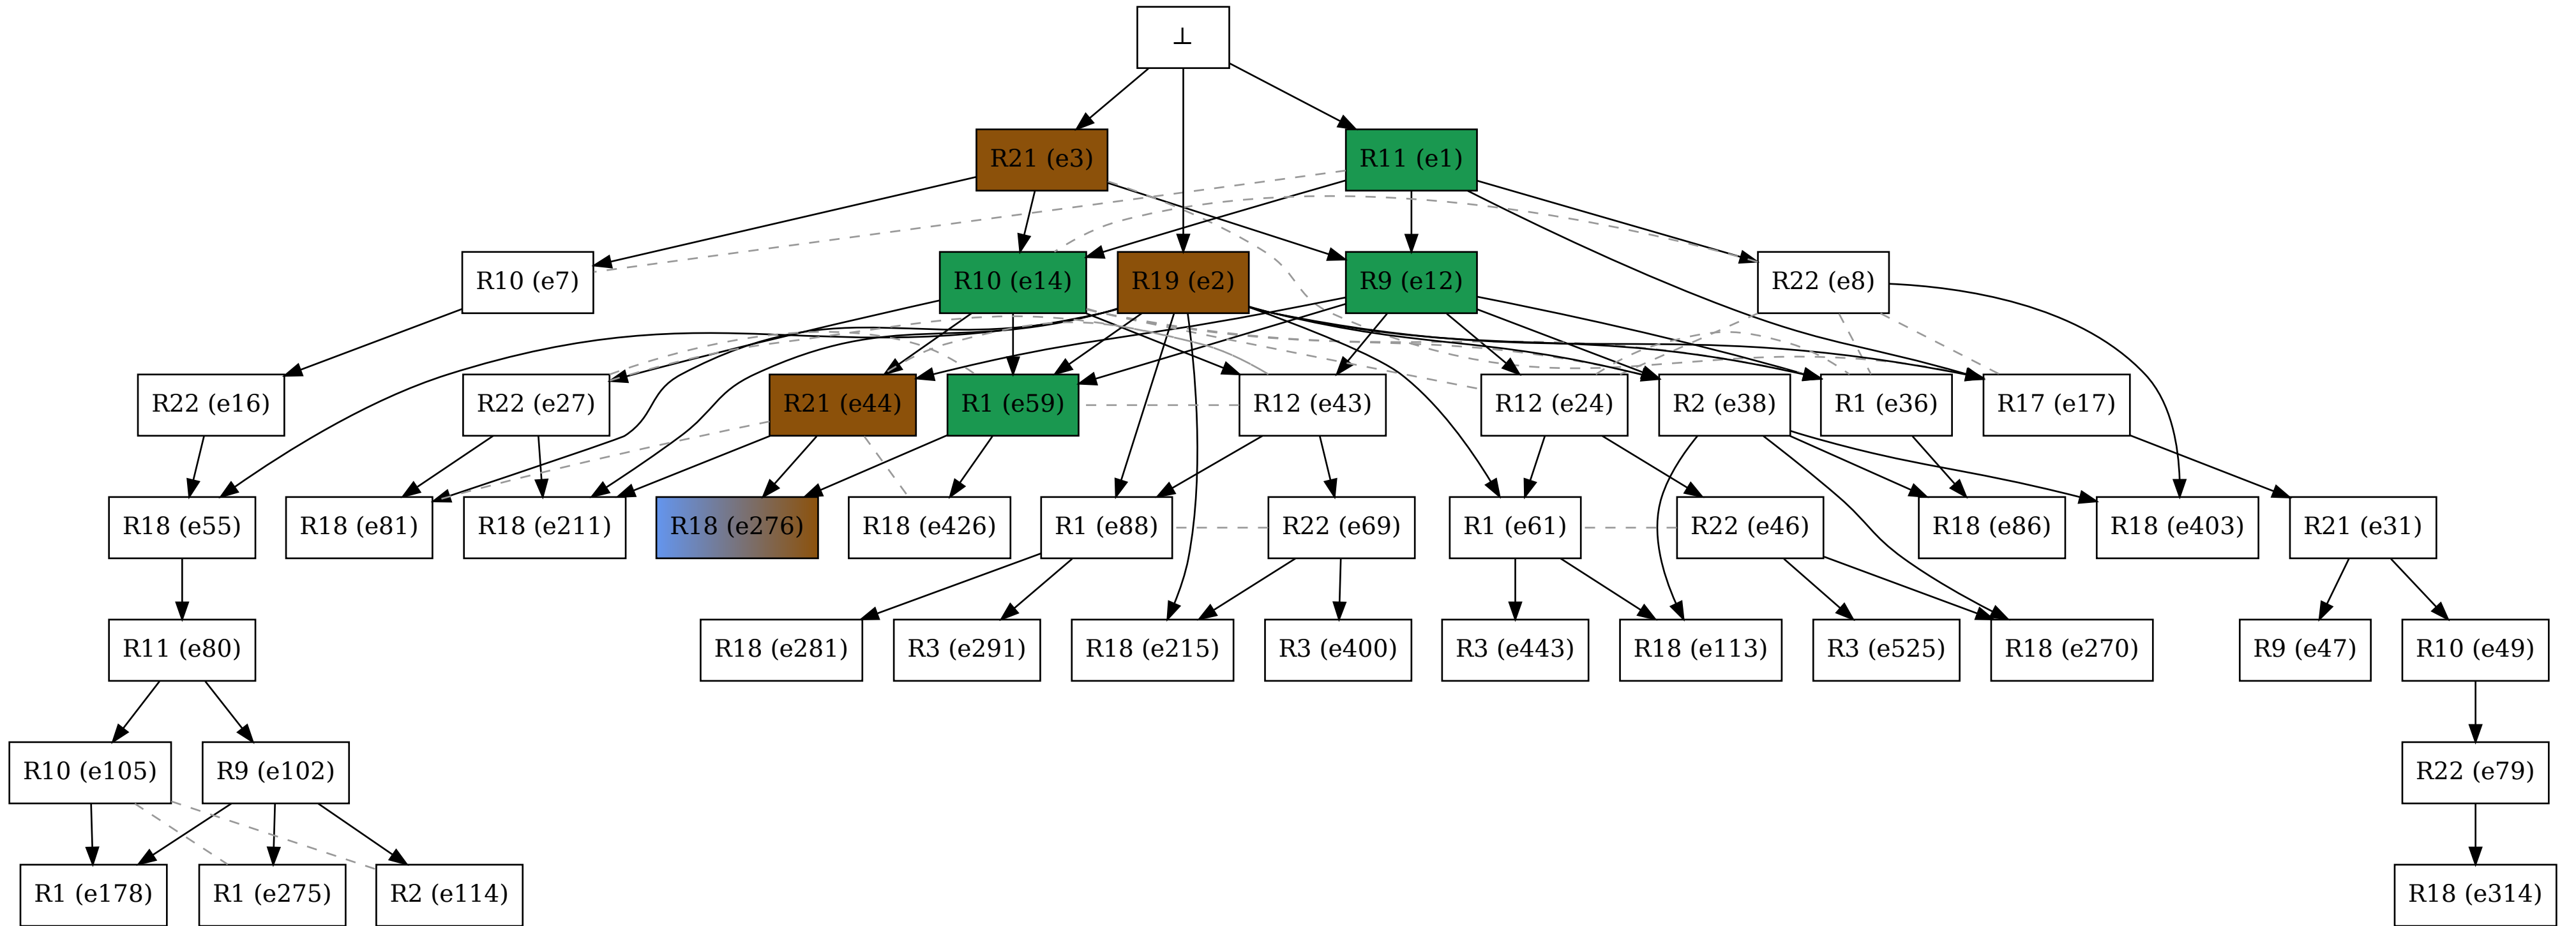 ⊥
R21 (e3)
R11 (e1)
R10 (e7)
R10 (e14)
R19 (e2)
R9 (e12)
R22 (e8)
R22 (e16)
R22 (e27)
R21 (e44)
R1 (e59)
R12 (e43)
R12 (e24)
R2 (e38)
R1 (e36)
R17 (e17)
R18 (e55)
R18 (e81)
R18 (e211)
R18 (e276)
R18 (e426)
R1 (e88)
R22 (e69)
R1 (e61)
R22 (e46)
R18 (e86)
R18 (e403)
R21 (e31)
R11 (e80)
R18 (e281)
R3 (e291)
R18 (e215)
R3 (e400)
R3 (e443)
R18 (e113)
R3 (e525)
R18 (e270)
R9 (e47)
R10 (e49)
R10 (e105)
R9 (e102)
R22 (e79)
R1 (e178)
R1 (e275)
R2 (e114)
R18 (e314)